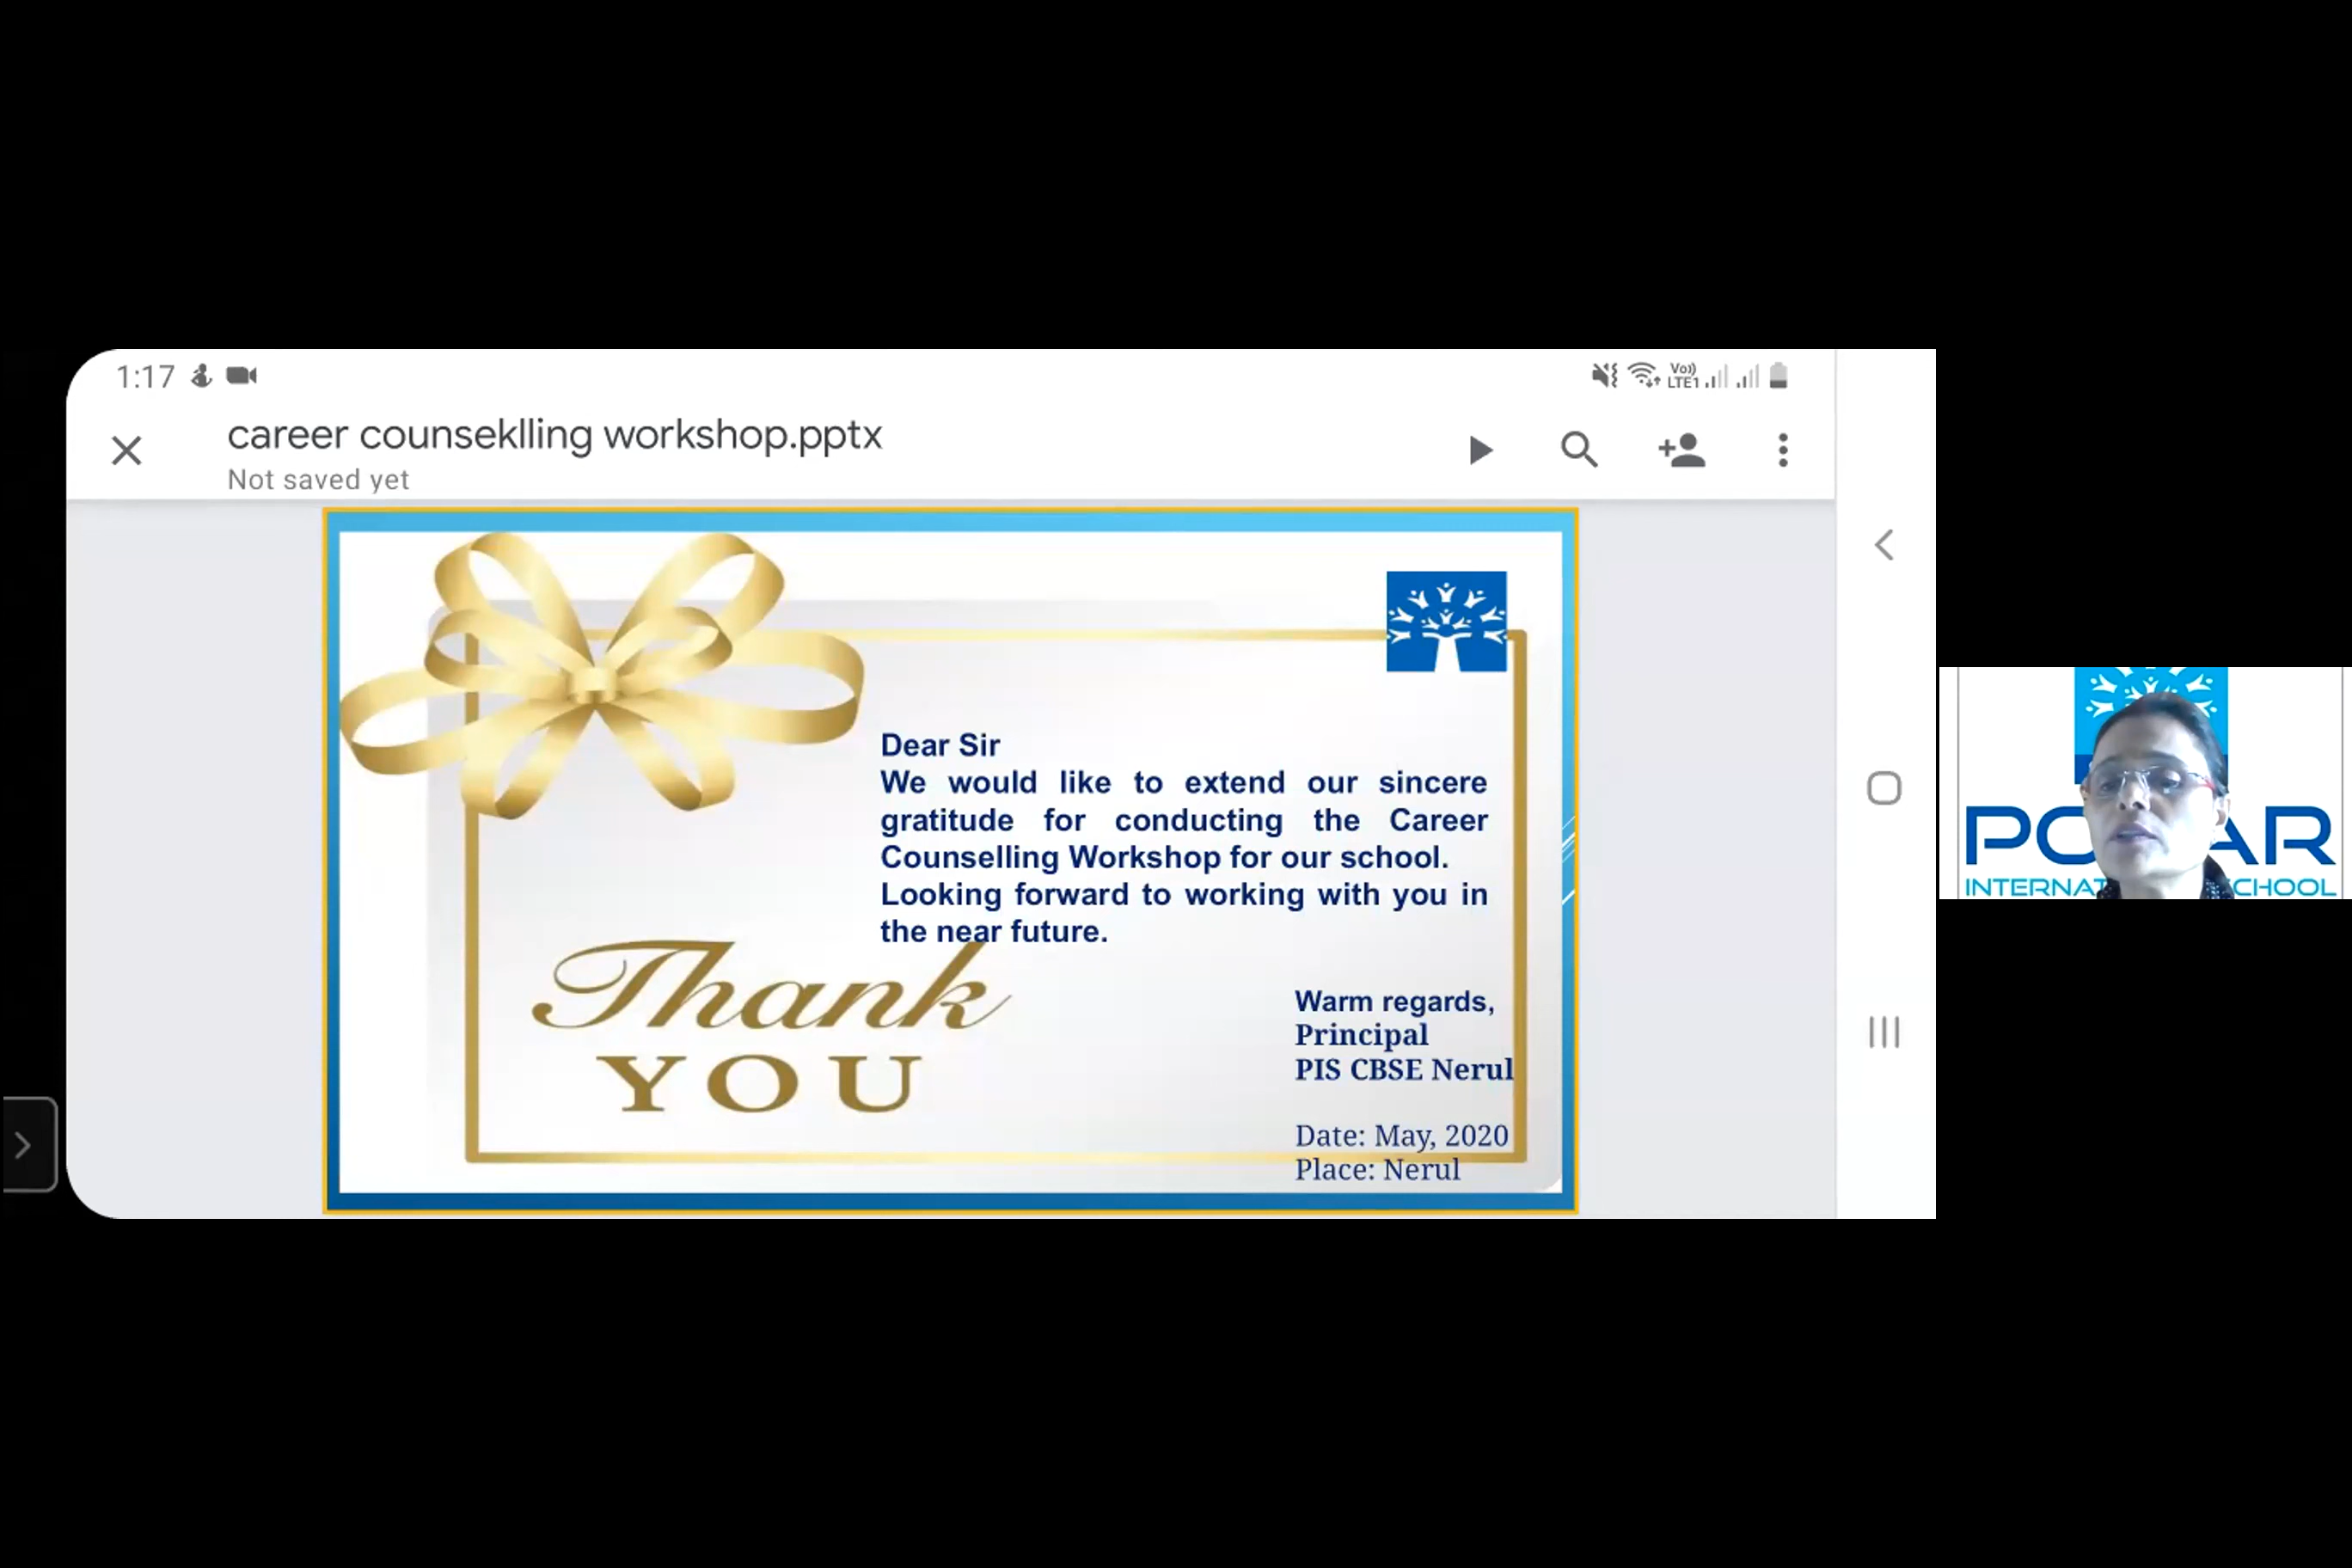 1:17
Vo))
LTE1
career counseklling workshop.pptx
Not saved yet
Dear Sir
We would like to extend our sincere
gratitude for conducting the Career
Counselling Workshop for our school.
Looking forward to working with you in
the near future.
Thank
YOU
Warm regards,
Principal
PIS CBSE Nerul
Date: May, 2020
Place: Nerul